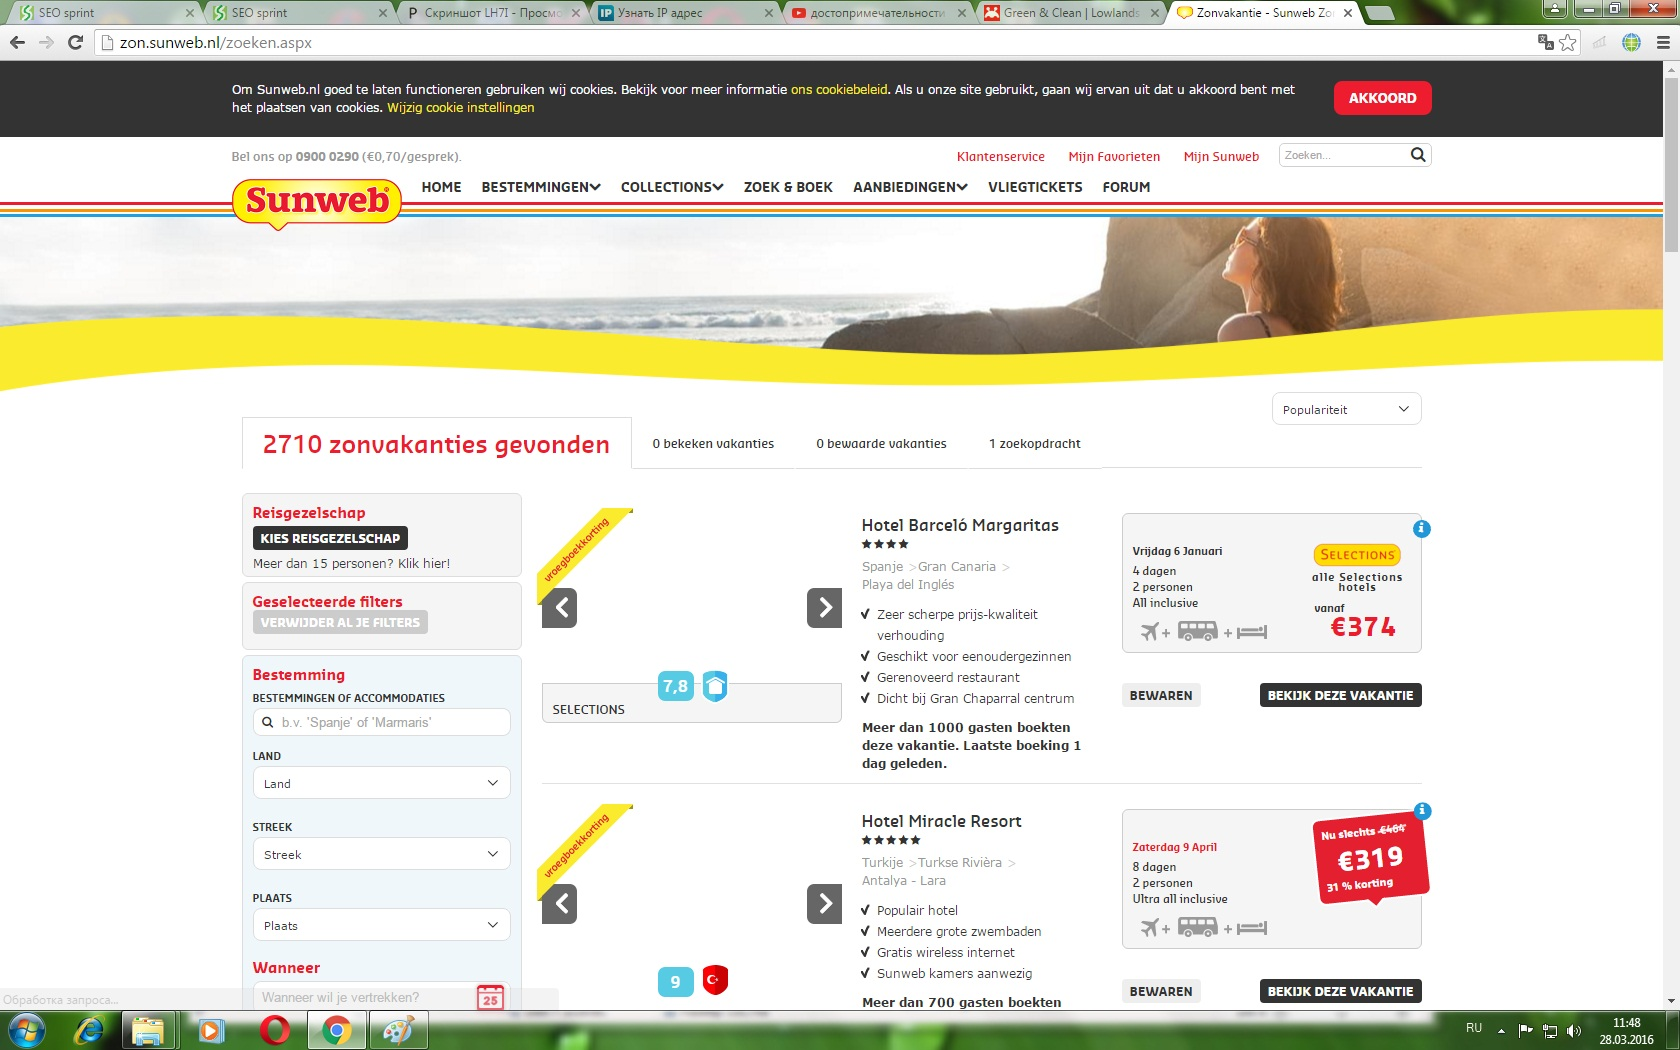 SEO sprint
SEO sprint
Скриншот LH7I - Просмо
Узнать IP адрес
достопримечательности
Green & Clean | Lowlands
Zonvakantie - Sunweb Zo
zon.sunweb.nl/zoeken.aspx
Om Sunweb.nl goed te laten functioneren gebruiken wij cookies. Bekijk voor meer informatie ons cookiebeleid. Als u onze site gebruikt, gaan wij ervan uit dat u akkoord bent met
het plaatsen van cookies. Wijzig cookie instellingen
AKKOORD
Bel ons op 0900 0290 (€0,70/gesprek).
Klantenservice
Mijn Favorieten
Mijn Sunweb
Zoeken...
Sunweb
HOME
BESTEMMINGEN
COLLECTIONS
ZOEK & BOEK
AANBIEDINGEN
VLIEGTICKETS
FORUM
Populariteit
2710 zonvakanties gevonden
0 bekeken vakanties
0 bewaarde vakanties
1 zoekopdracht
Reisgezelschap
KIES REISGEZELSCHAP
Meer dan 15 personen? Klik hier!
Geselecteerde filters
VERWIJDER AL JE FILTERS
Bestemming
BESTEMMINGEN OF ACCOMMODATIES
b.v. 'Spanje' of 'Marmaris'
LAND
Land
STREEK
Streek
PLAATS
Plaats
Wanneer
Wanneer wil je vertrekken?
25
vroegboekkorting
7,8
SELECTIONS
Hotel Barceló Margaritas
Spanje >Gran Canaria >
Playa del Inglés
Zeer scherpe prijs-kwaliteit
verhouding
Geschikt voor eenoudergezinnen
Gerenoveerd restaurant
Dicht bij Gran Chaparral centrum
Meer dan 1000 gasten boekten
deze vakantie. Laatste boeking 1
dag geleden.
Vrijdag 6 Januari
4 dagen
2 personen
All inclusive
SELECTIONS
alle Selections
hotels
vanaf
€374
BEWAREN
BEKIJK DEZE VAKANTIE
vroegboekkorting
9
Hotel Miracle Resort
Turkije >Turkse Rivièra >
Antalya - Lara
Populair hotel
Meerdere grote zwembaden
Gratis wireless internet
Sunweb kamers aanwezig
Meer dan 700 gasten boekten
Zaterdag 9 April
8 dagen
2 personen
Ultra all inclusive
Nu slechts €464*
€319
31 % korting
BEWAREN
BEKIJK DEZE VAKANTIE
Обработка запроса...
RU
11:48
28.03.2016